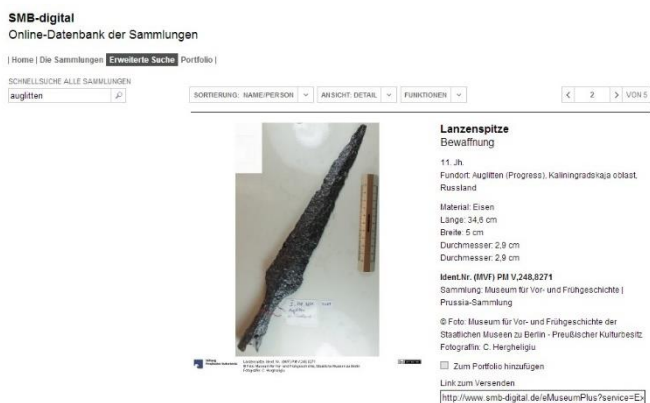 SMB-digital
Online-Datenbank der Sammlungen
| Home | Die Sammlungen Erweiterte Suche Portfolio |
SCHNELLSUCHE ALLE SAMMLUNGEN
auglitten
SORTIERUNG: NAME/PERSON
ANSICHT: DETAIL
FUNKTIONEN
< 2 > VON 5
Lanzenspitze
Bewaffnung
11. Jh.
Fundort: Auglitten (Progress), Kaliningradskaja oblast,
Russland
Material: Eisen
Länge: 34,6 cm
Breite: 5 cm
Durchmesser: 2,9 cm
Durchmesser: 2,9 cm
Ident.Nr. (MVF) PM V,248,8271
Sammlung: Museum für Vor- und Frühgeschichte |
Prussia-Sammlung
© Foto: Museum für Vor- und Frühgeschichte der
Staatlichen Museen zu Berlin - Preußischer Kulturbesitz
Fotograf/in: C. Hergheligiu
Zum Portfolio hinzufügen
Link zum Versenden
http://www.smb-digital.de/eMuseumPlus?service=Ex